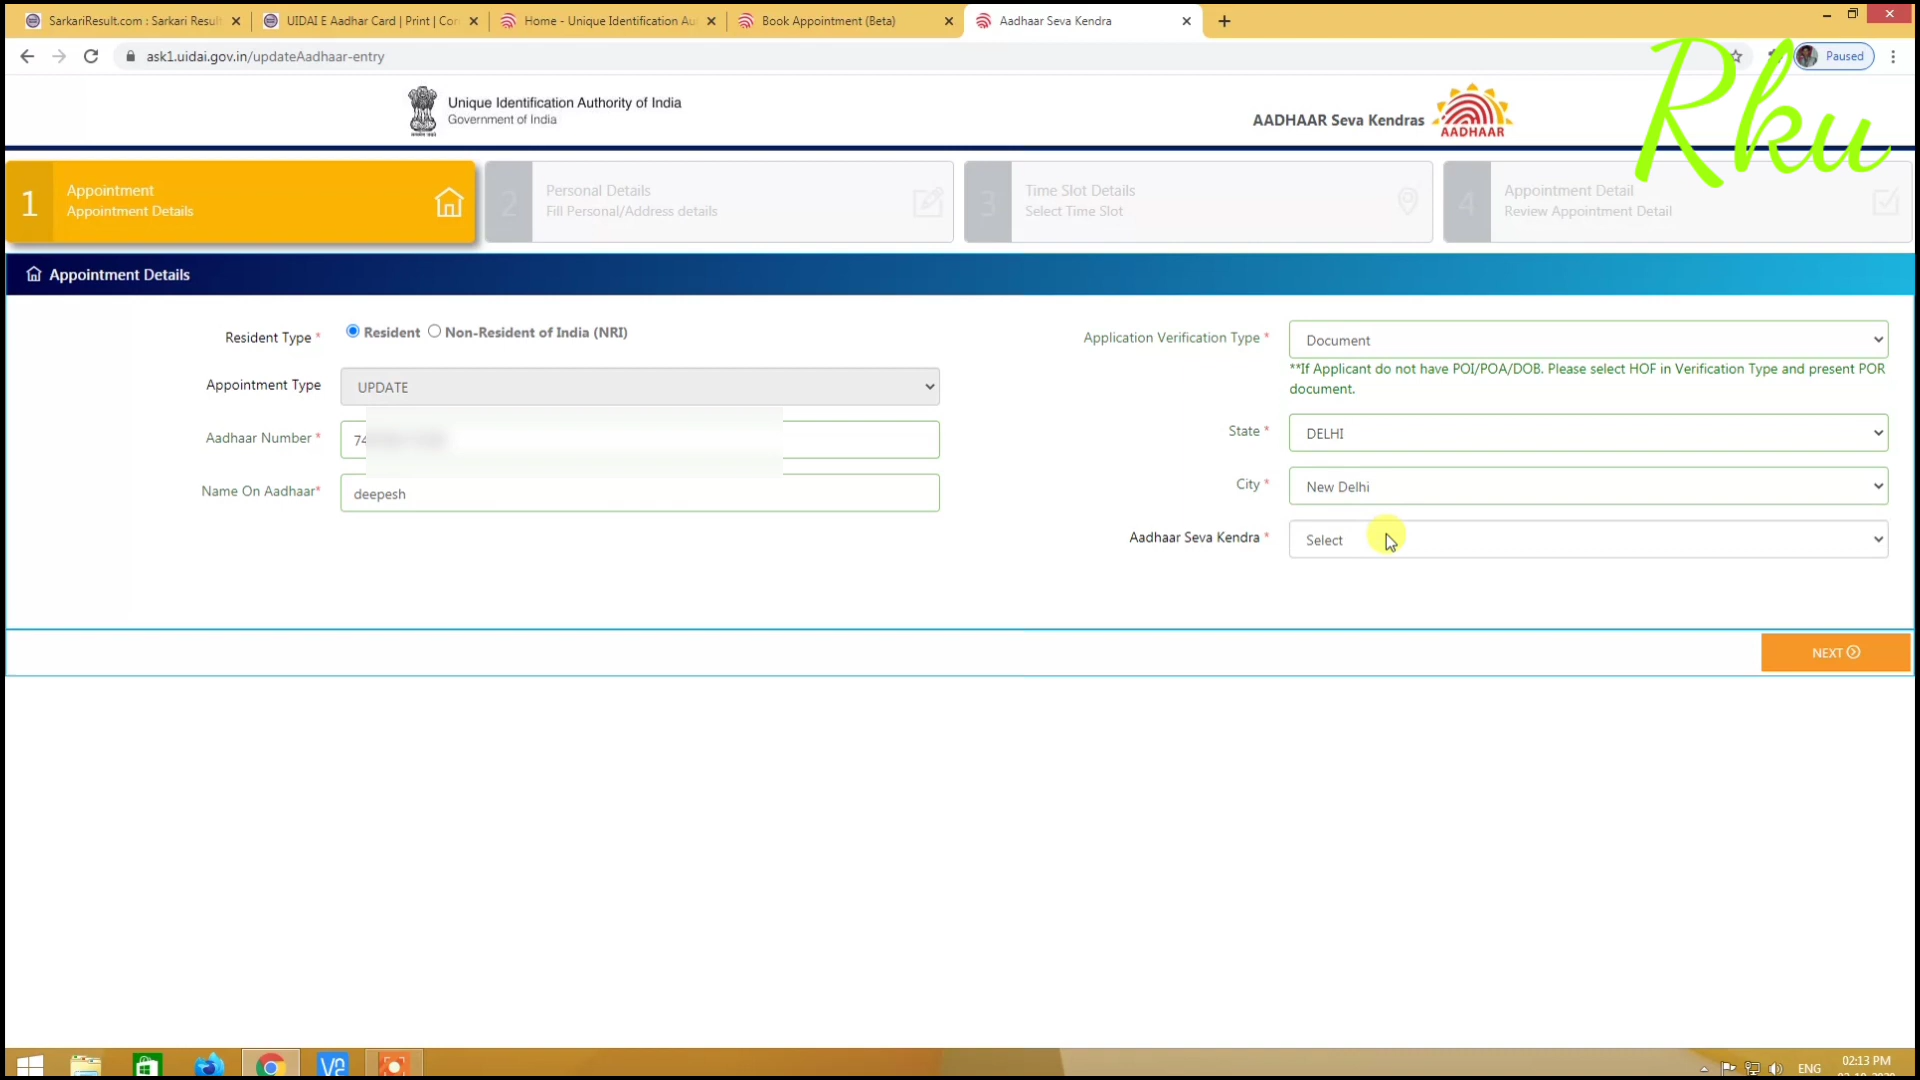 SarkariResult.com : Sarkari Resul
UIDAI E Aadhar Card | Print | Cor
Home - Unique Identification Au
Book Appointment (Beta)
Aadhaar Seva Kendra
ask1.uidai.gov.in/updateAadhaar-entry
Paused
Rku
Unique Identification Authority of India
Government of India
AADHAAR Seva Kendras
AADHAAR
1
Appointment
Appointment Details
2
Personal Details
Fill Personal/Address details
3
Time Slot Details
Select Time Slot
4
Appointment Detail
Review Appointment Detail
Appointment Details
Resident Type *
Resident
Non-Resident of India (NRI)
Appointment Type
UPDATE
Aadhaar Number *
74
Name On Aadhaar*
deepesh
Application Verification Type *
Document
**If Applicant do not have POI/POA/DOB. Please select HOF in Verification Type and present POR
document.
State *
DELHI
City *
New Delhi
Aadhaar Seva Kendra *
Select
NEXT
V2
ENG
02:13 PM